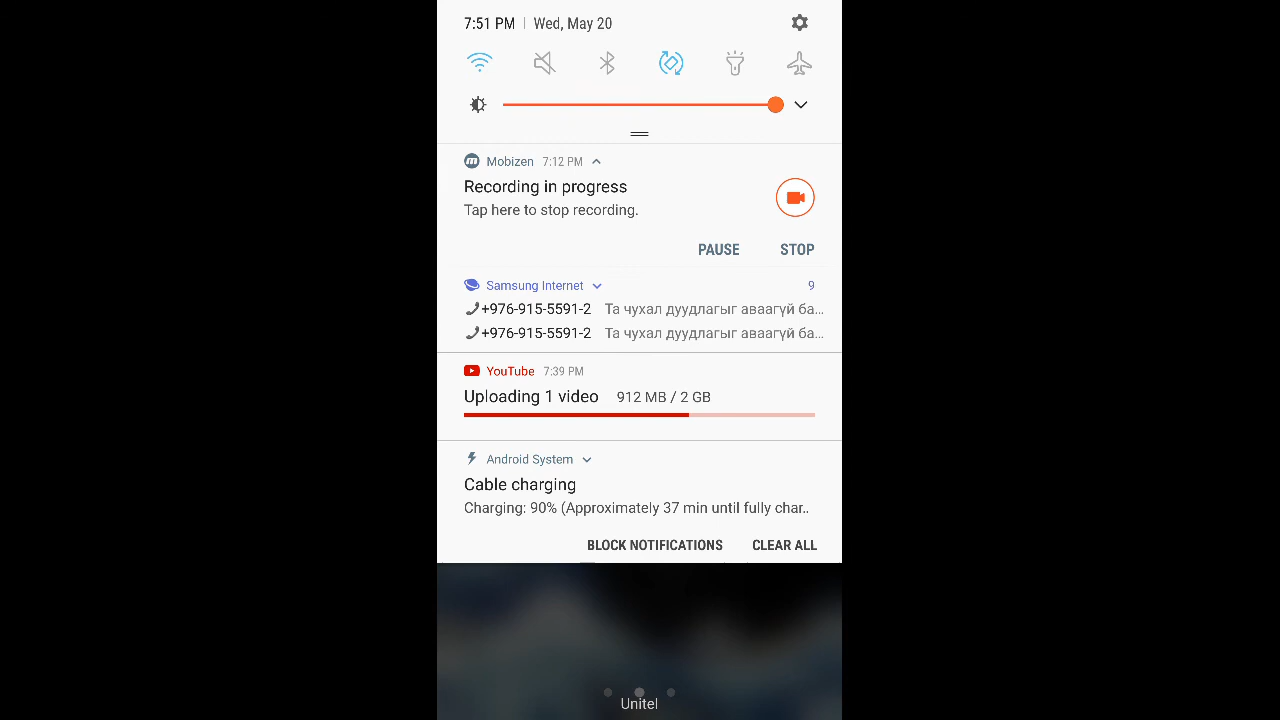 7:51 PM | Wed, May 20
Mobizen 7:12 PM
Recording in progress
Tap here to stop recording.
PAUSE STOP
Samsung Internet 9
+976-915-5591-2 Та чухал дуудлагыг аваагүй ба...
+976-915-5591-2 Та чухал дуудлагыг аваагүй ба...
YouTube 7:39 PM
Uploading 1 video 912 MB / 2 GB
Android System
Cable charging
Charging: 90% (Approximately 37 min until fully char..
BLOCK NOTIFICATIONS CLEAR ALL
Unitel